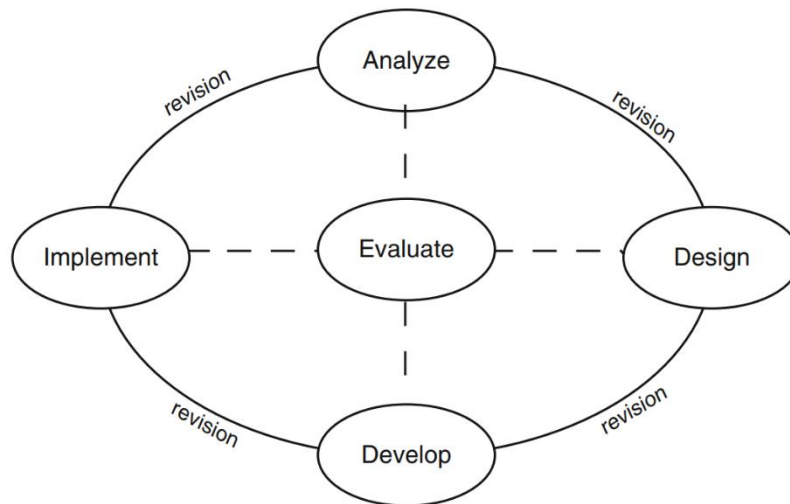 Analyze
revision
revision
Implement
Evaluate
Design
revision
revision
Develop